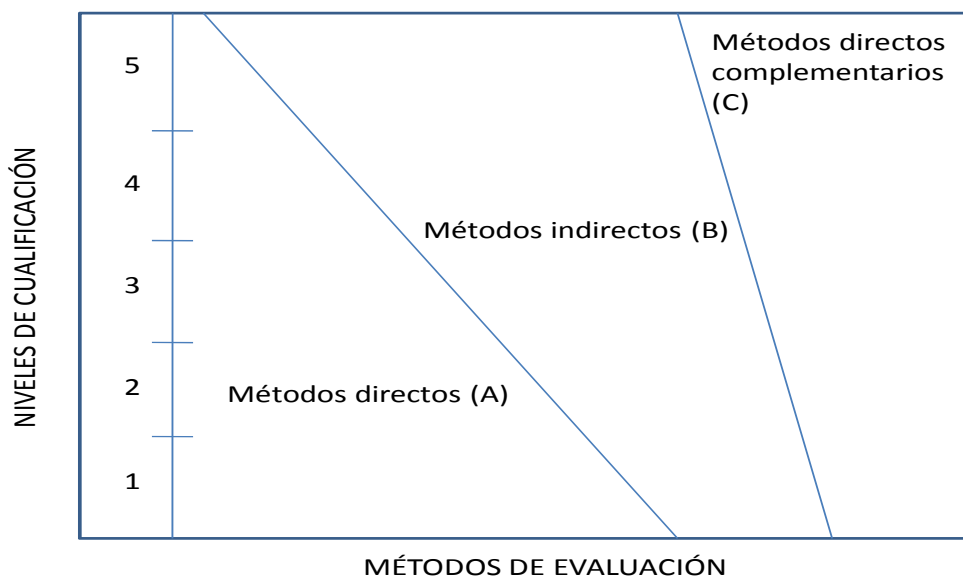 NIVELES DE CUALIFICACIÓN
5
4
3
2
1
Métodos directos
complementarios
(C)
Métodos indirectos (B)
Métodos directos (A)
MÉTODOS DE EVALUACIÓN